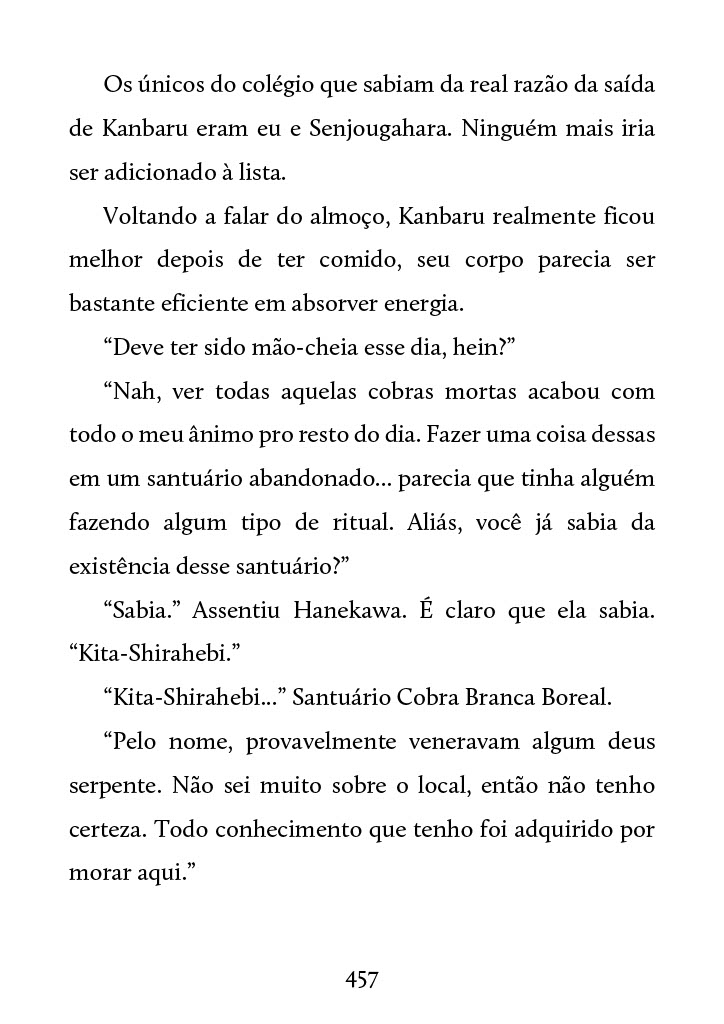 Os únicos do colégio que sabiam da real razão da saída
de Kanbaru eram eu e Senjougahara. Ninguém mais iria
ser adicionado à lista.
Voltando a falar do almoço, Kanbaru realmente ficou
melhor depois de ter comido, seu corpo parecia ser
bastante eficiente em absorver energia.
“Deve ter sido mão-cheia esse dia, hein?”
“Nah, ver todas aquelas cobras mortas acabou com
todo o meu ânimo pro resto do dia. Fazer uma coisa dessas
em um santuário abandonado... parecia que tinha alguém
fazendo algum tipo de ritual. Aliás, você já sabia da
existência desse santuário?”
“Sabia.” Assentiu Hanekawa. É claro que ela sabia.
“Kita-Shirahebi.”
“Kita-Shirahebi...” Santuário Cobra Branca Boreal.
“Pelo nome, provavelmente veneravam algum deus
serpente. Não sei muito sobre o local, então não tenho
certeza. Todo conhecimento que tenho foi adquirido por
morar aqui.”
457